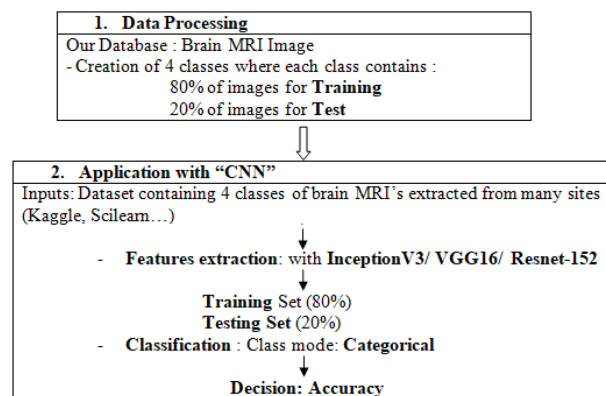 1. Data Processing
Our Database : Brain MRI Image
- Creation of 4 classes where each class contains :
80% of images for Training
20% of images for Test
2. Application with “CNN”
Inputs: Dataset containing 4 classes of brain MRI’s extracted from many sites
(Kaggle, Scilearn…)
- Features extraction: with InceptionV3/ VGG16/ Resnet-152
Training Set (80%)
Testing Set (20%)
- Classification : Class mode: Categorical
Decision: Accuracy